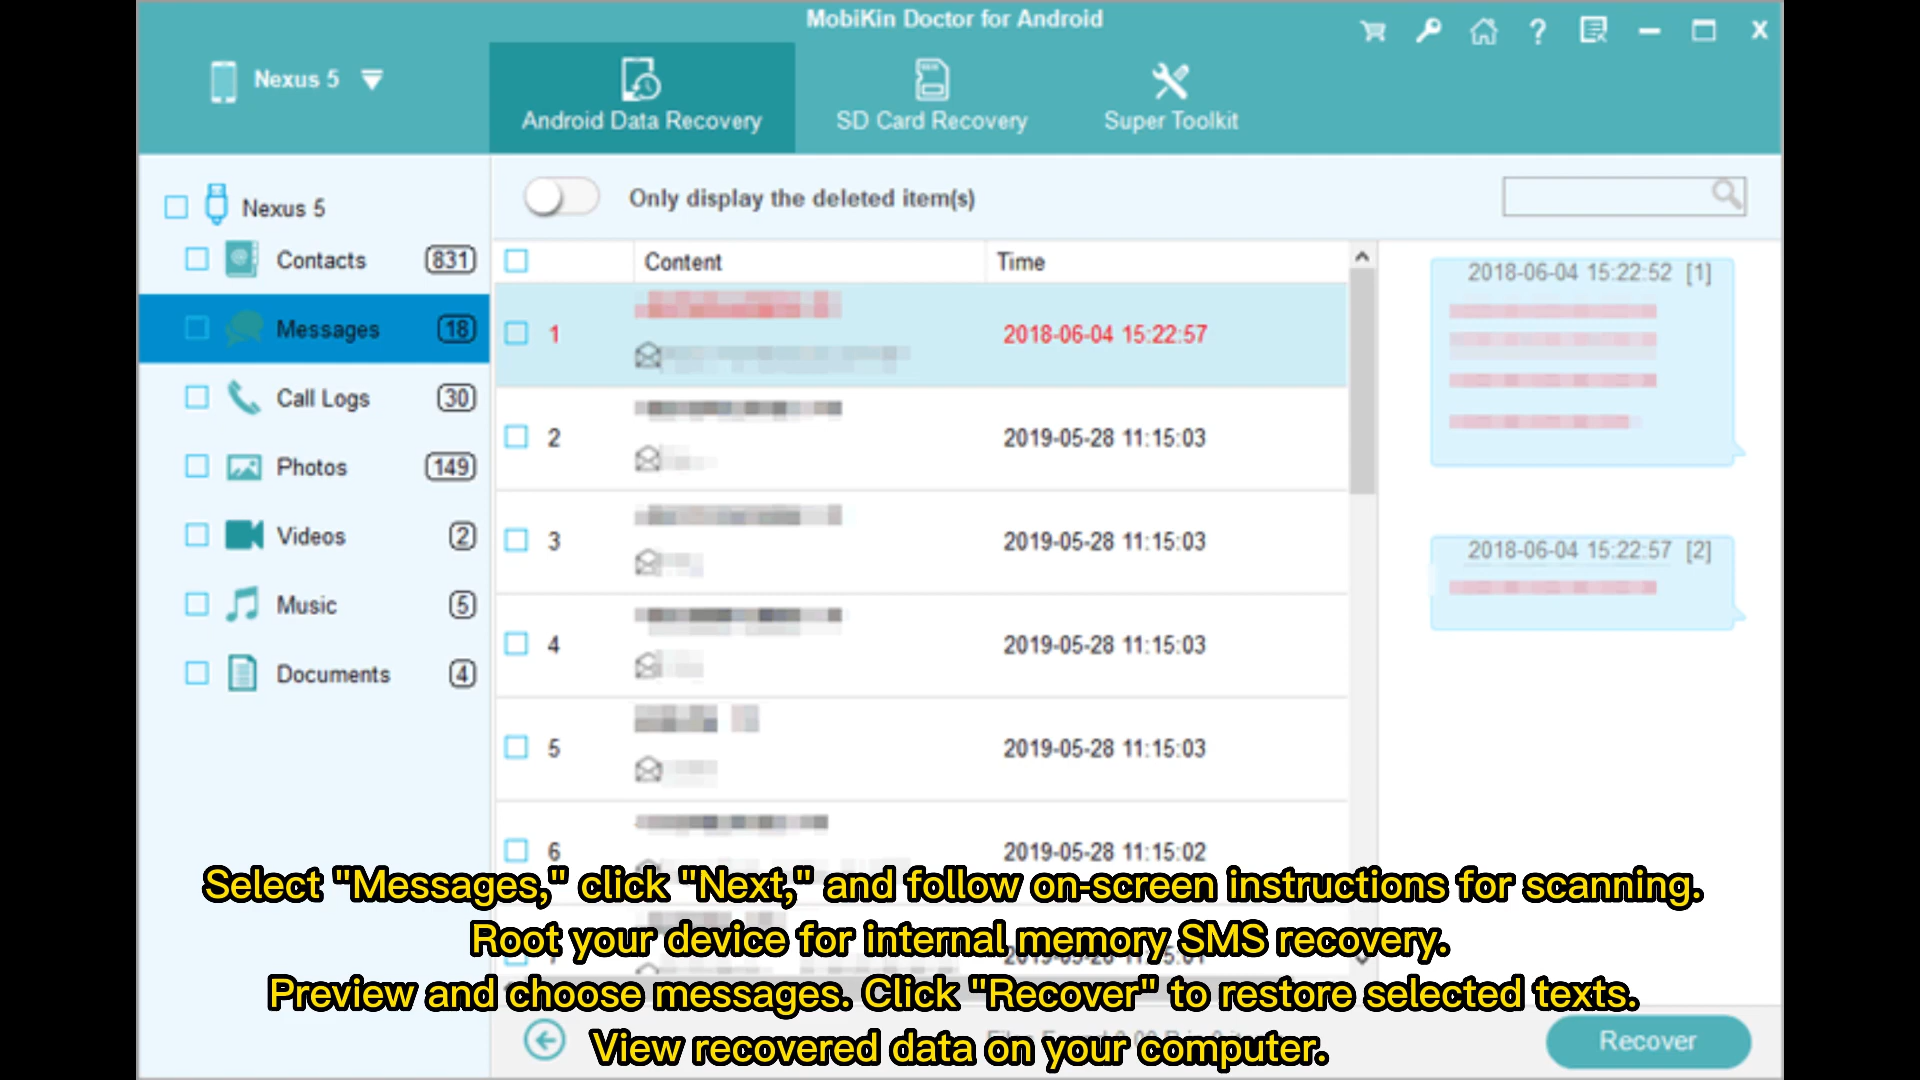 MobiKin Doctor for Android
Nexus 5
Android Data Recovery
SD Card Recovery
Super Toolkit
Only display the deleted item(s)
Nexus 5
Contacts 831
Messages 18
Call Logs 30
Photos 149
Videos 2
Music 5
Documents 4
Content Time
1 2018-06-04 15:22:57
2 2019-05-28 11:15:03
3 2019-05-28 11:15:03
4 2019-05-28 11:15:03
5 2019-05-28 11:15:03
6 2019-05-28 11:15:02
2018-06-04 15:22:52 [1]
2018-06-04 15:22:57 [2]
Select "Messages," click "Next," and follow on-screen instructions for scanning.
Root your device for internal memory SMS recovery.
Preview and choose messages. Click "Recover" to restore selected texts.
View recovered data on your computer.
Recover